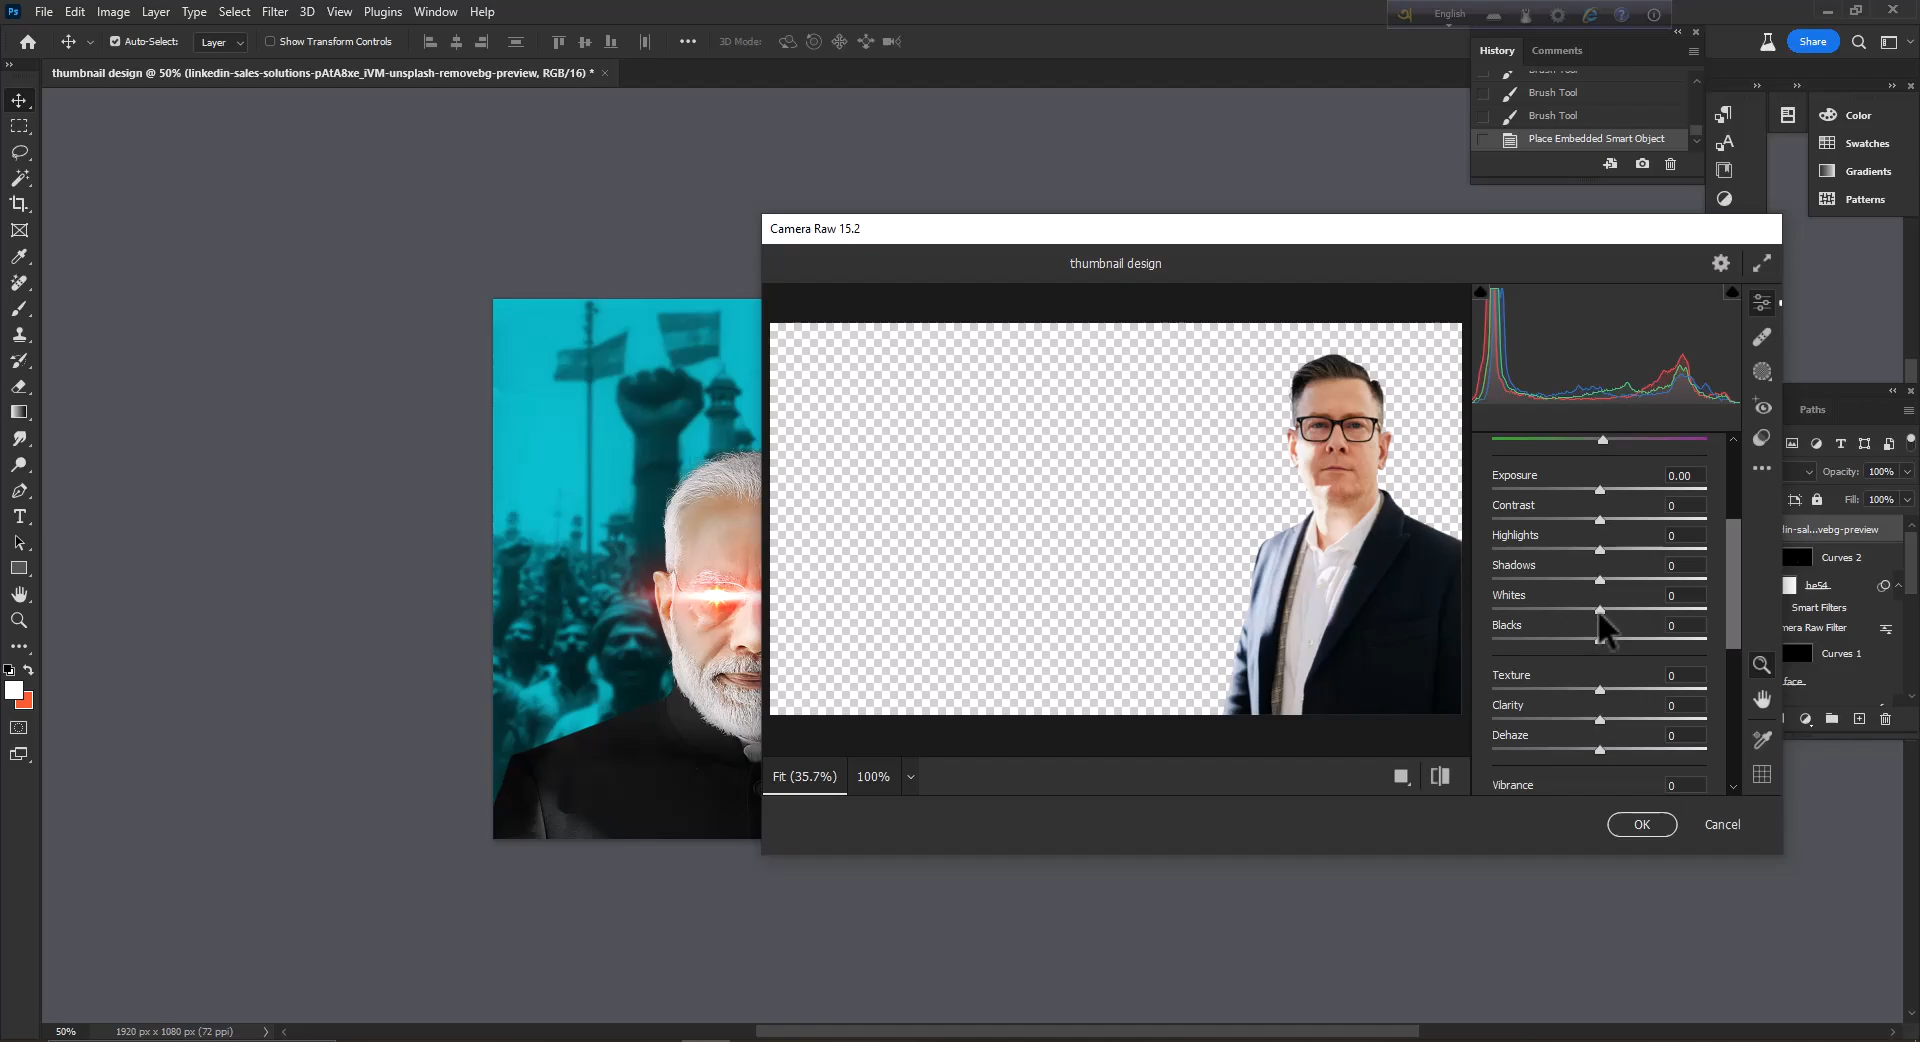 Ps File Edit Image Layer Type Select Filter 3D View Plugins Window Help
English
Auto-Select: Layer Show Transform Controls 3D Mode: Share
thumbnail design @ 50% (linkedin-sales-solutions-pAtA8xe_iVM-unsplash-removebg-preview, RGB/16) *
History Comments
Brush Tool
Brush Tool
Brush Tool
Place Embedded Smart Object
Color
Swatches
Gradients
Patterns
Camera Raw 15.2
thumbnail design
Exposure 0.00
Contrast 0
Highlights 0
Shadows 0
Whites 0
Blacks 0
Texture 0
Clarity 0
Dehaze 0
Vibrance 0
Fit (35.7%) 100%
OK Cancel
Paths
Opacity: 100%
Fill: 100%
in-sal...vebg-preview
Curves 2
he54
Smart Filters
mera Raw Filter
Curves 1
face
50% 1920 px x 1080 px (72 ppi)